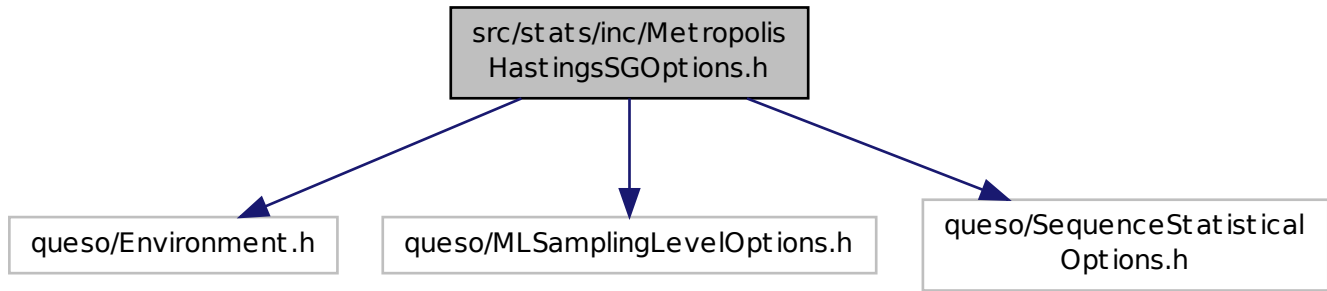 src/stats/inc/Metropolis
HastingsSGOptions.h
queso/Environment.h
queso/MLSamplingLevelOptions.h
queso/SequenceStatistical
Options.h